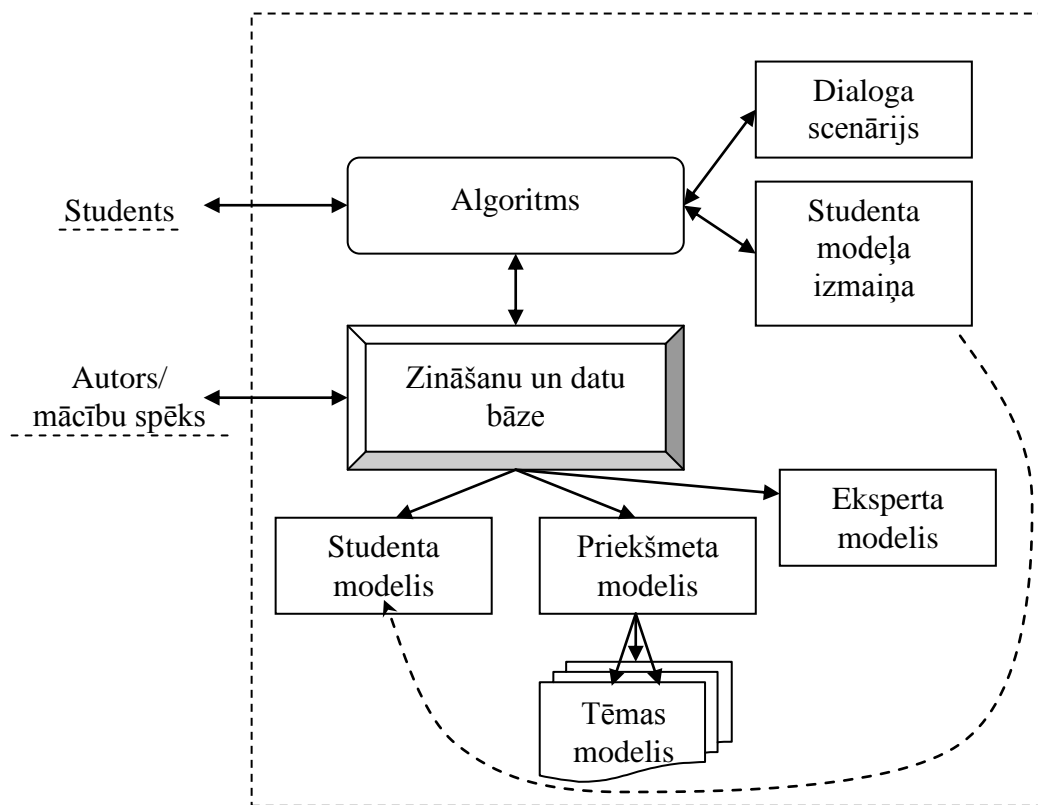 Dialoga
scenārijs
Students
Algoritms
Studenta
modeļa
izmaiņa
Autors/
mācību spēks
Zināšanu un datu
bāze
Studenta
modelis
Priekšmeta
modelis
Eksperta
modelis
Tēmas
modelis